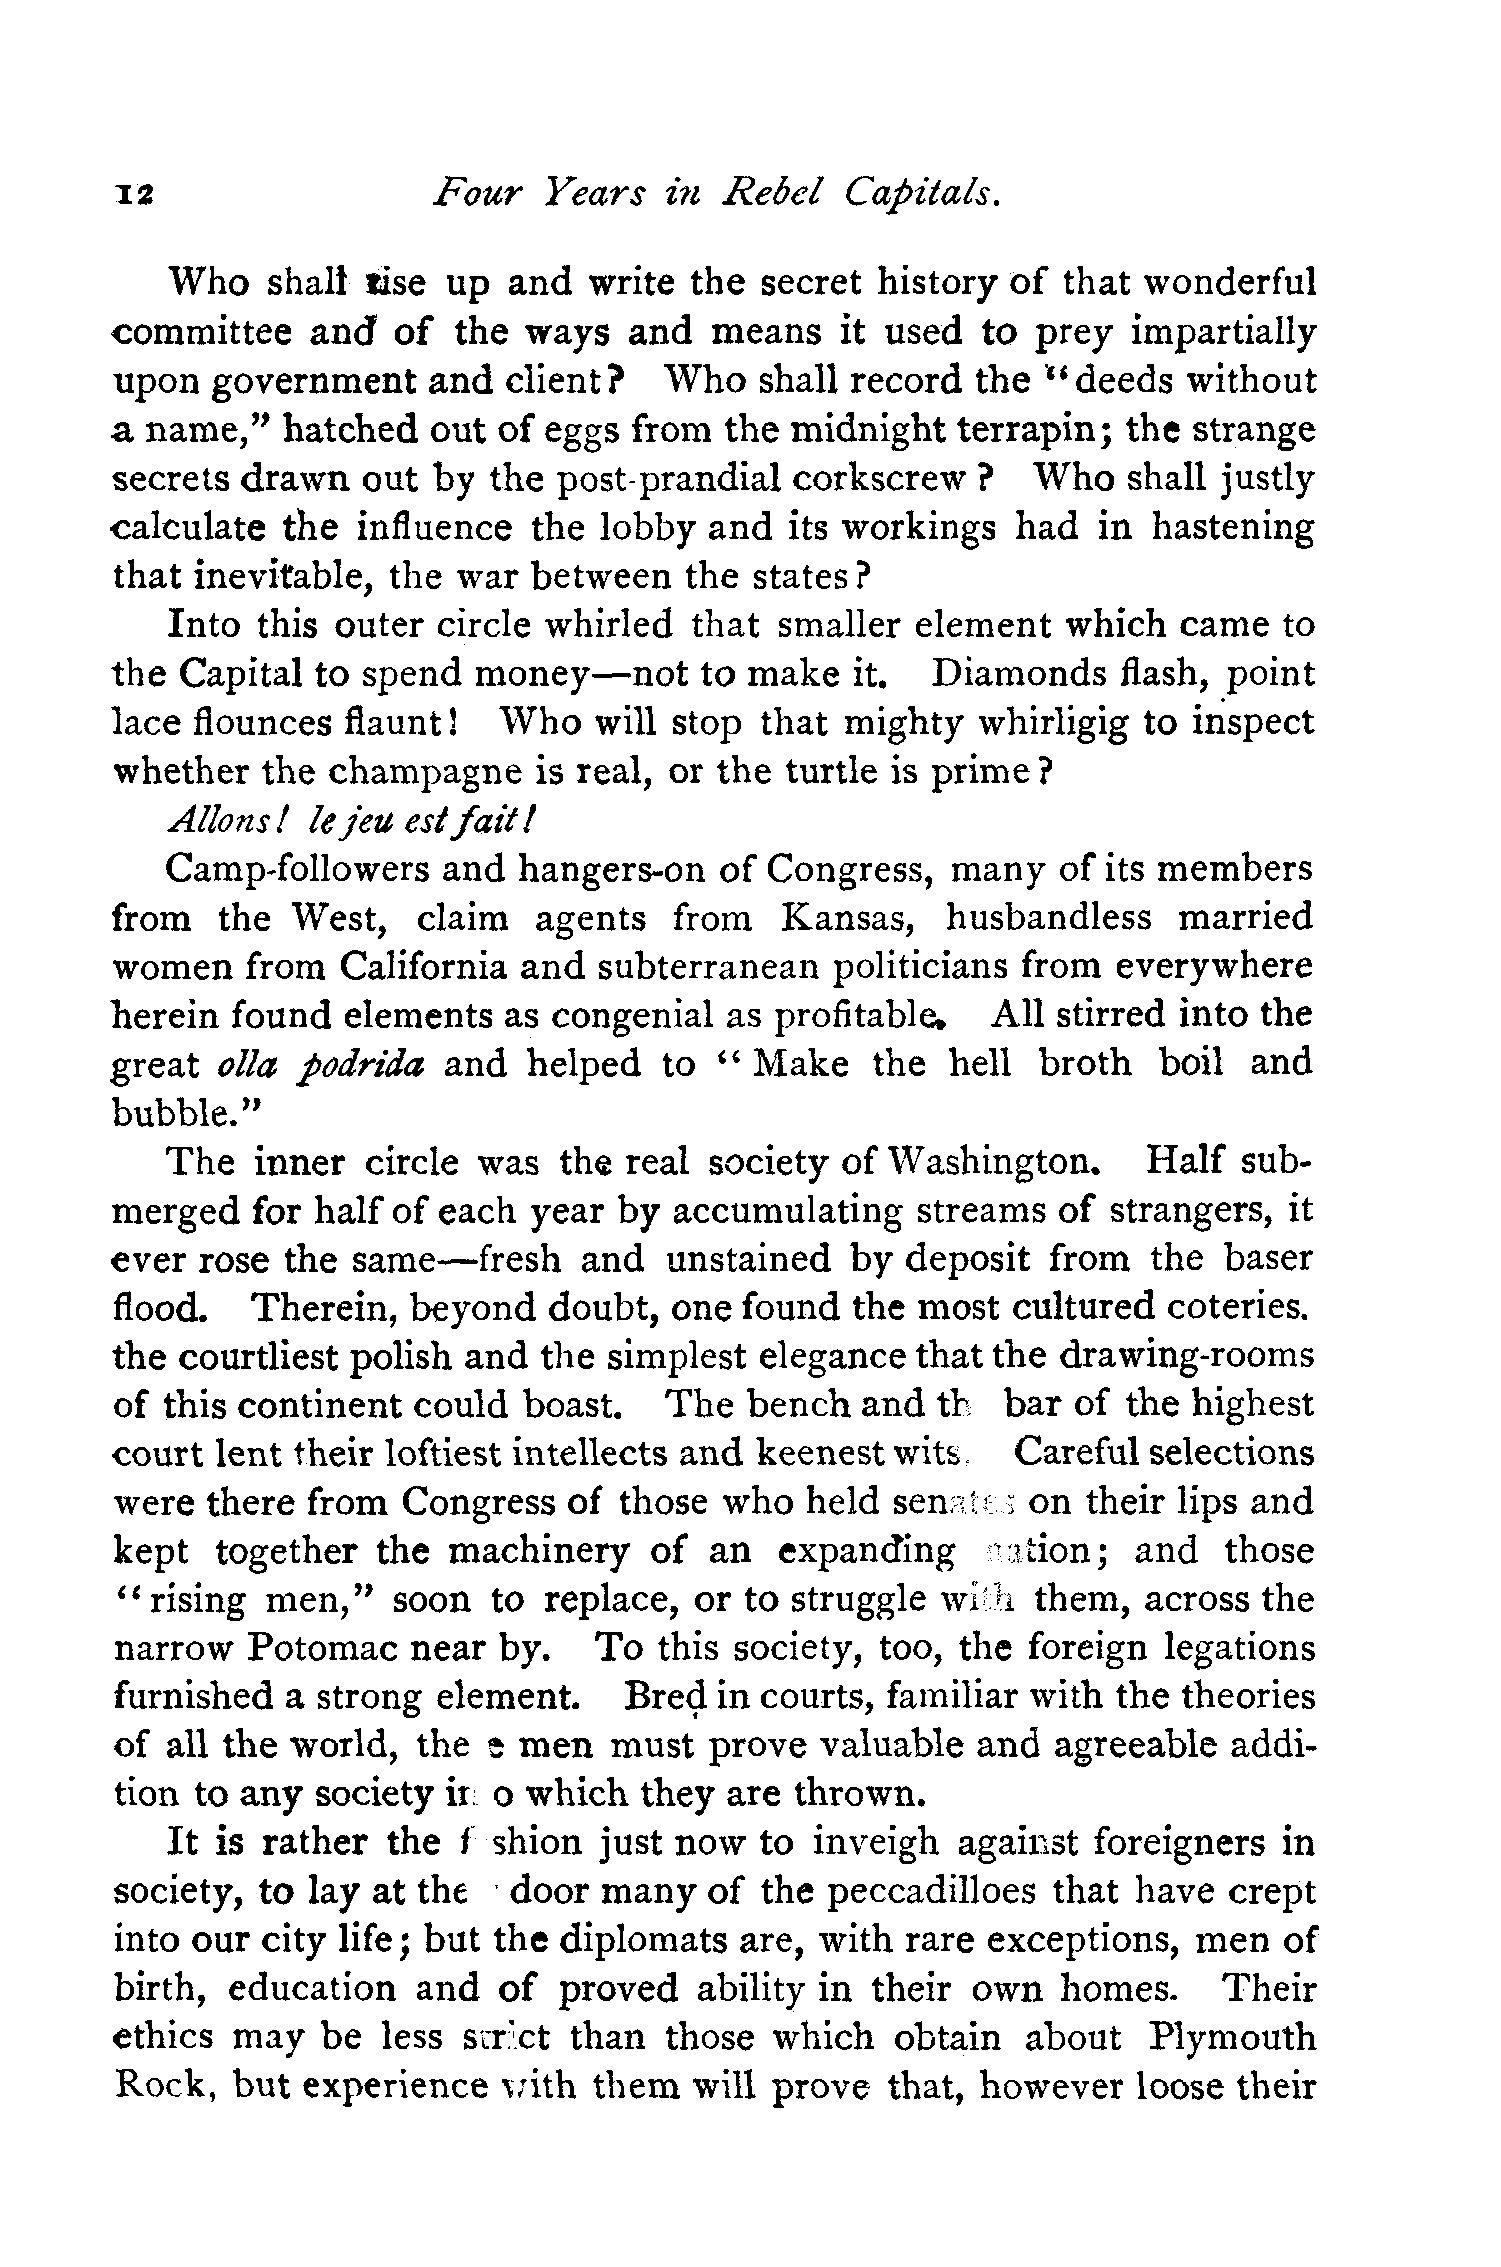 12 Four Years in Rebel Capitals.
Who shall rise up and write the secret history of that wonderful
committee and of the ways and means it used to prey impartially
upon government and client? Who shall record the "deeds without
a name," hatched out of eggs from the midnight terrapin; the strange
secrets drawn out by the post-prandial corkscrew? Who shall justly
calculate the influence the lobby and its workings had in hastening
that inevitable, the war between the states?
Into this outer circle whirled that smaller element which came to
the Capital to spend money—not to make it. Diamonds flash, point
lace flounces flaunt! Who will stop that mighty whirligig to inspect
whether the champagne is real, or the turtle is prime?
Allons! le jeu est fait!
Camp-followers and hangers-on of Congress, many of its members
from the West, claim agents from Kansas, husbandless married
women from California and subterranean politicians from everywhere
herein found elements as congenial as profitable. All stirred into the
great olla podrida and helped to "Make the hell broth boil and
bubble."
The inner circle was the real society of Washington. Half sub-
merged for half of each year by accumulating streams of strangers, it
ever rose the same—fresh and unstained by deposit from the baser
flood. Therein, beyond doubt, one found the most cultured coteries.
the courtliest polish and the simplest elegance that the drawing-rooms
of this continent could boast. The bench and th bar of the highest
court lent their loftiest intellects and keenest wits. Careful selections
were there from Congress of those who held senates on their lips and
kept together the machinery of an expanding nation; and those
"rising men," soon to replace, or to struggle with them, across the
narrow Potomac near by. To this society, too, the foreign legations
furnished a strong element. Bred in courts, familiar with the theories
of all the world, the e men must prove valuable and agreeable addi-
tion to any society in o which they are thrown.
It is rather the f shion just now to inveigh against foreigners in
society, to lay at the door many of the peccadilloes that have crept
into our city life; but the diplomats are, with rare exceptions, men of
birth, education and of proved ability in their own homes. Their
ethics may be less strict than those which obtain about Plymouth
Rock, but experience with them will prove that, however loose their